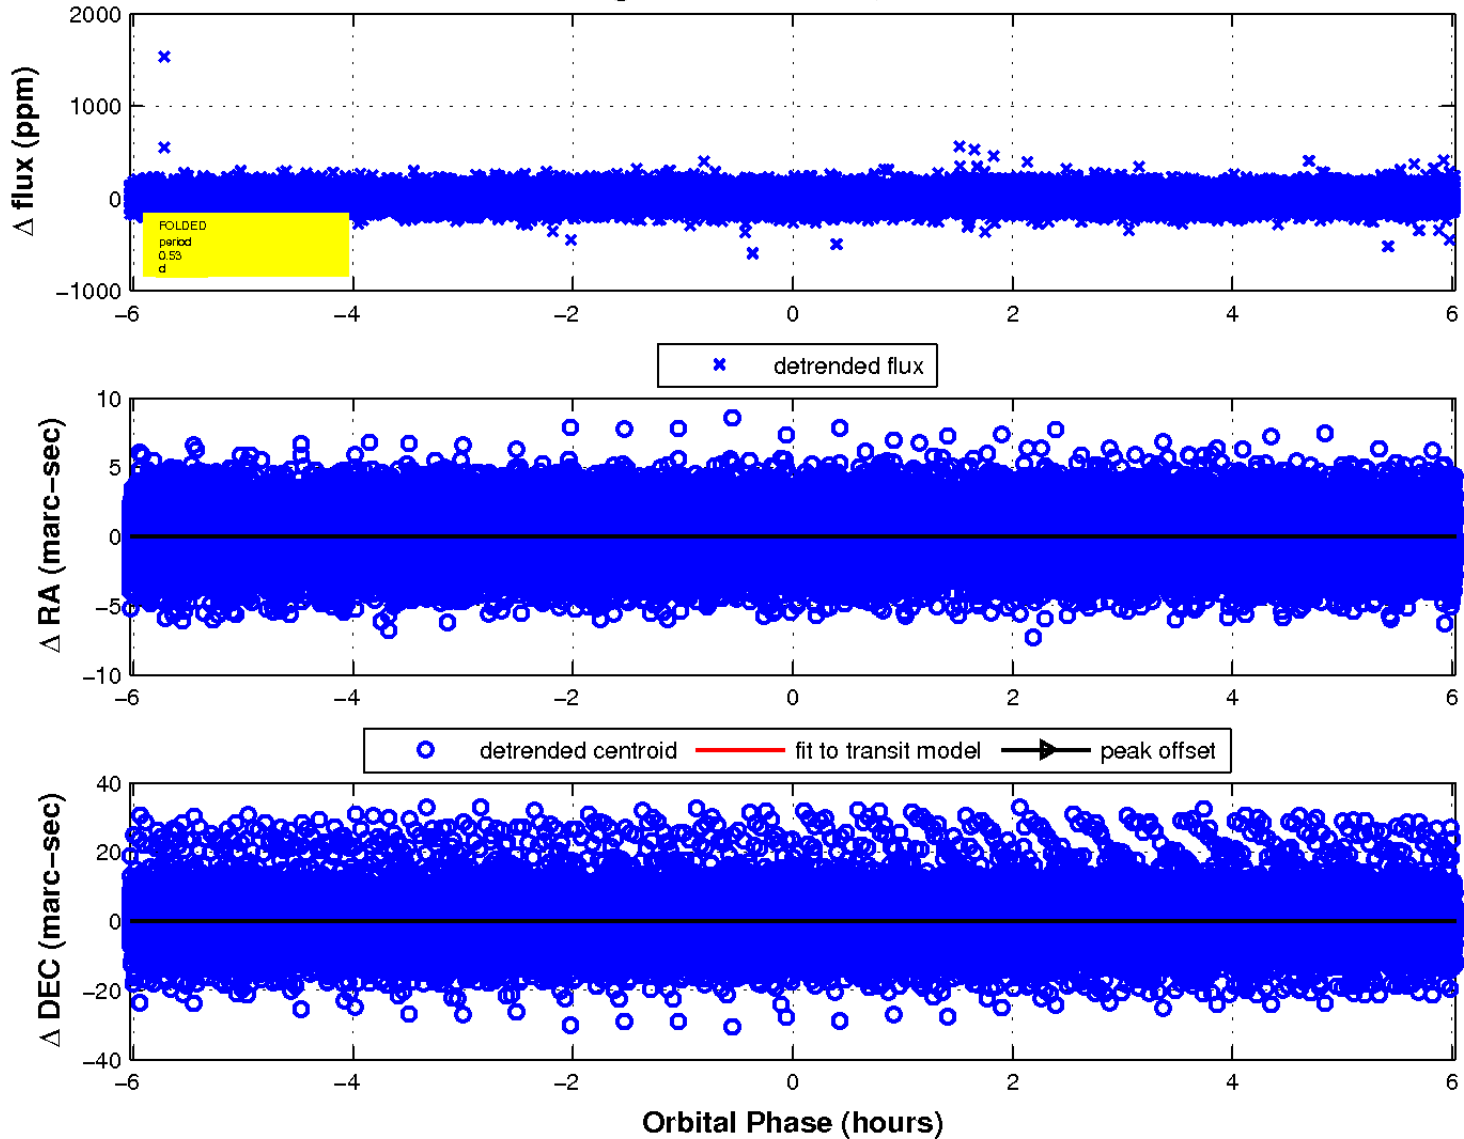 2000
1000
0
−1000
Δ flux (ppm)
FOLDED
period
0.53
d
−6 −4 −2 0 2 4 6
detrended flux
10
5
0
−5
−10
Δ RA (marc−sec)
−6 −4 −2 0 2 4 6
detrended centroid fit to transit model peak offset
40
20
0
−20
−40
Δ DEC (marc−sec)
−6 −4 −2 0 2 4 6
Orbital Phase (hours)